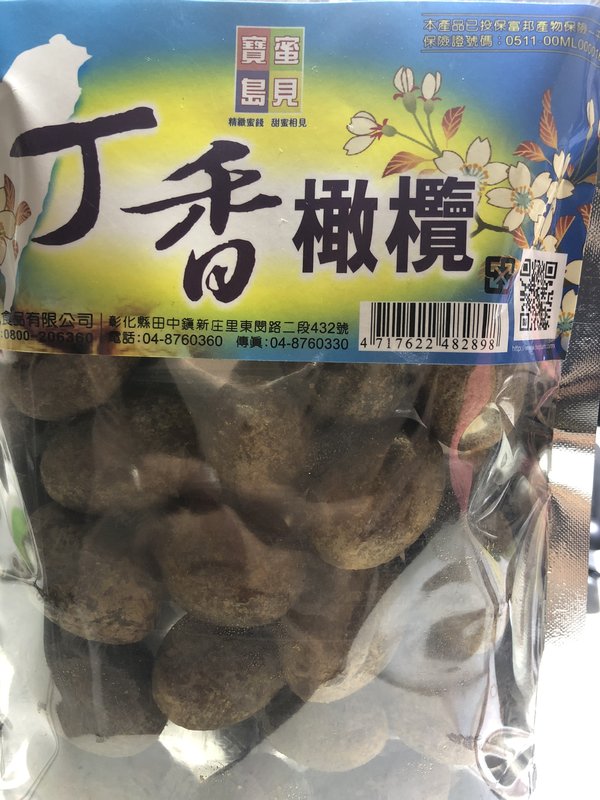 本產品已投保富邦產物保險
保險證號碼：0511-00ML000
寶蜜
島見
精緻蜜餞 甜蜜相見
丁香橄欖
食品有限公司
彰化縣田中鎮新庄里東閔路二段432號
:0800-206360
電話:04-8760360 傳真:04-8760330
4 717622 482898